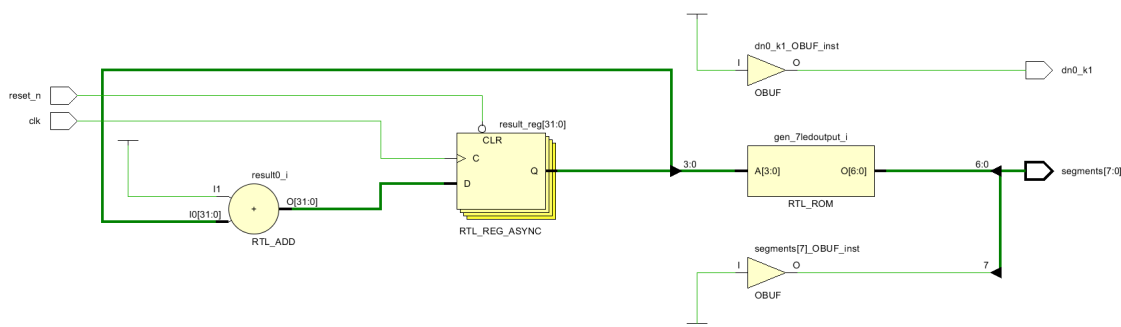 dn0_k1_OBUF_inst
I
O
dn0_k1
OBUF
reset_n
clk
result_reg[31:0]
CLR
C
D
Q
RTL_REG_ASYNC
result0_i
I1
I0[31:0]
+
O[31:0]
RTL_ADD
3:0
gen_7ledoutput_i
A[3:0]
O[6:0]
RTL_ROM
6:0
segments[7:0]
segments[7]_OBUF_inst
I
O
7
OBUF